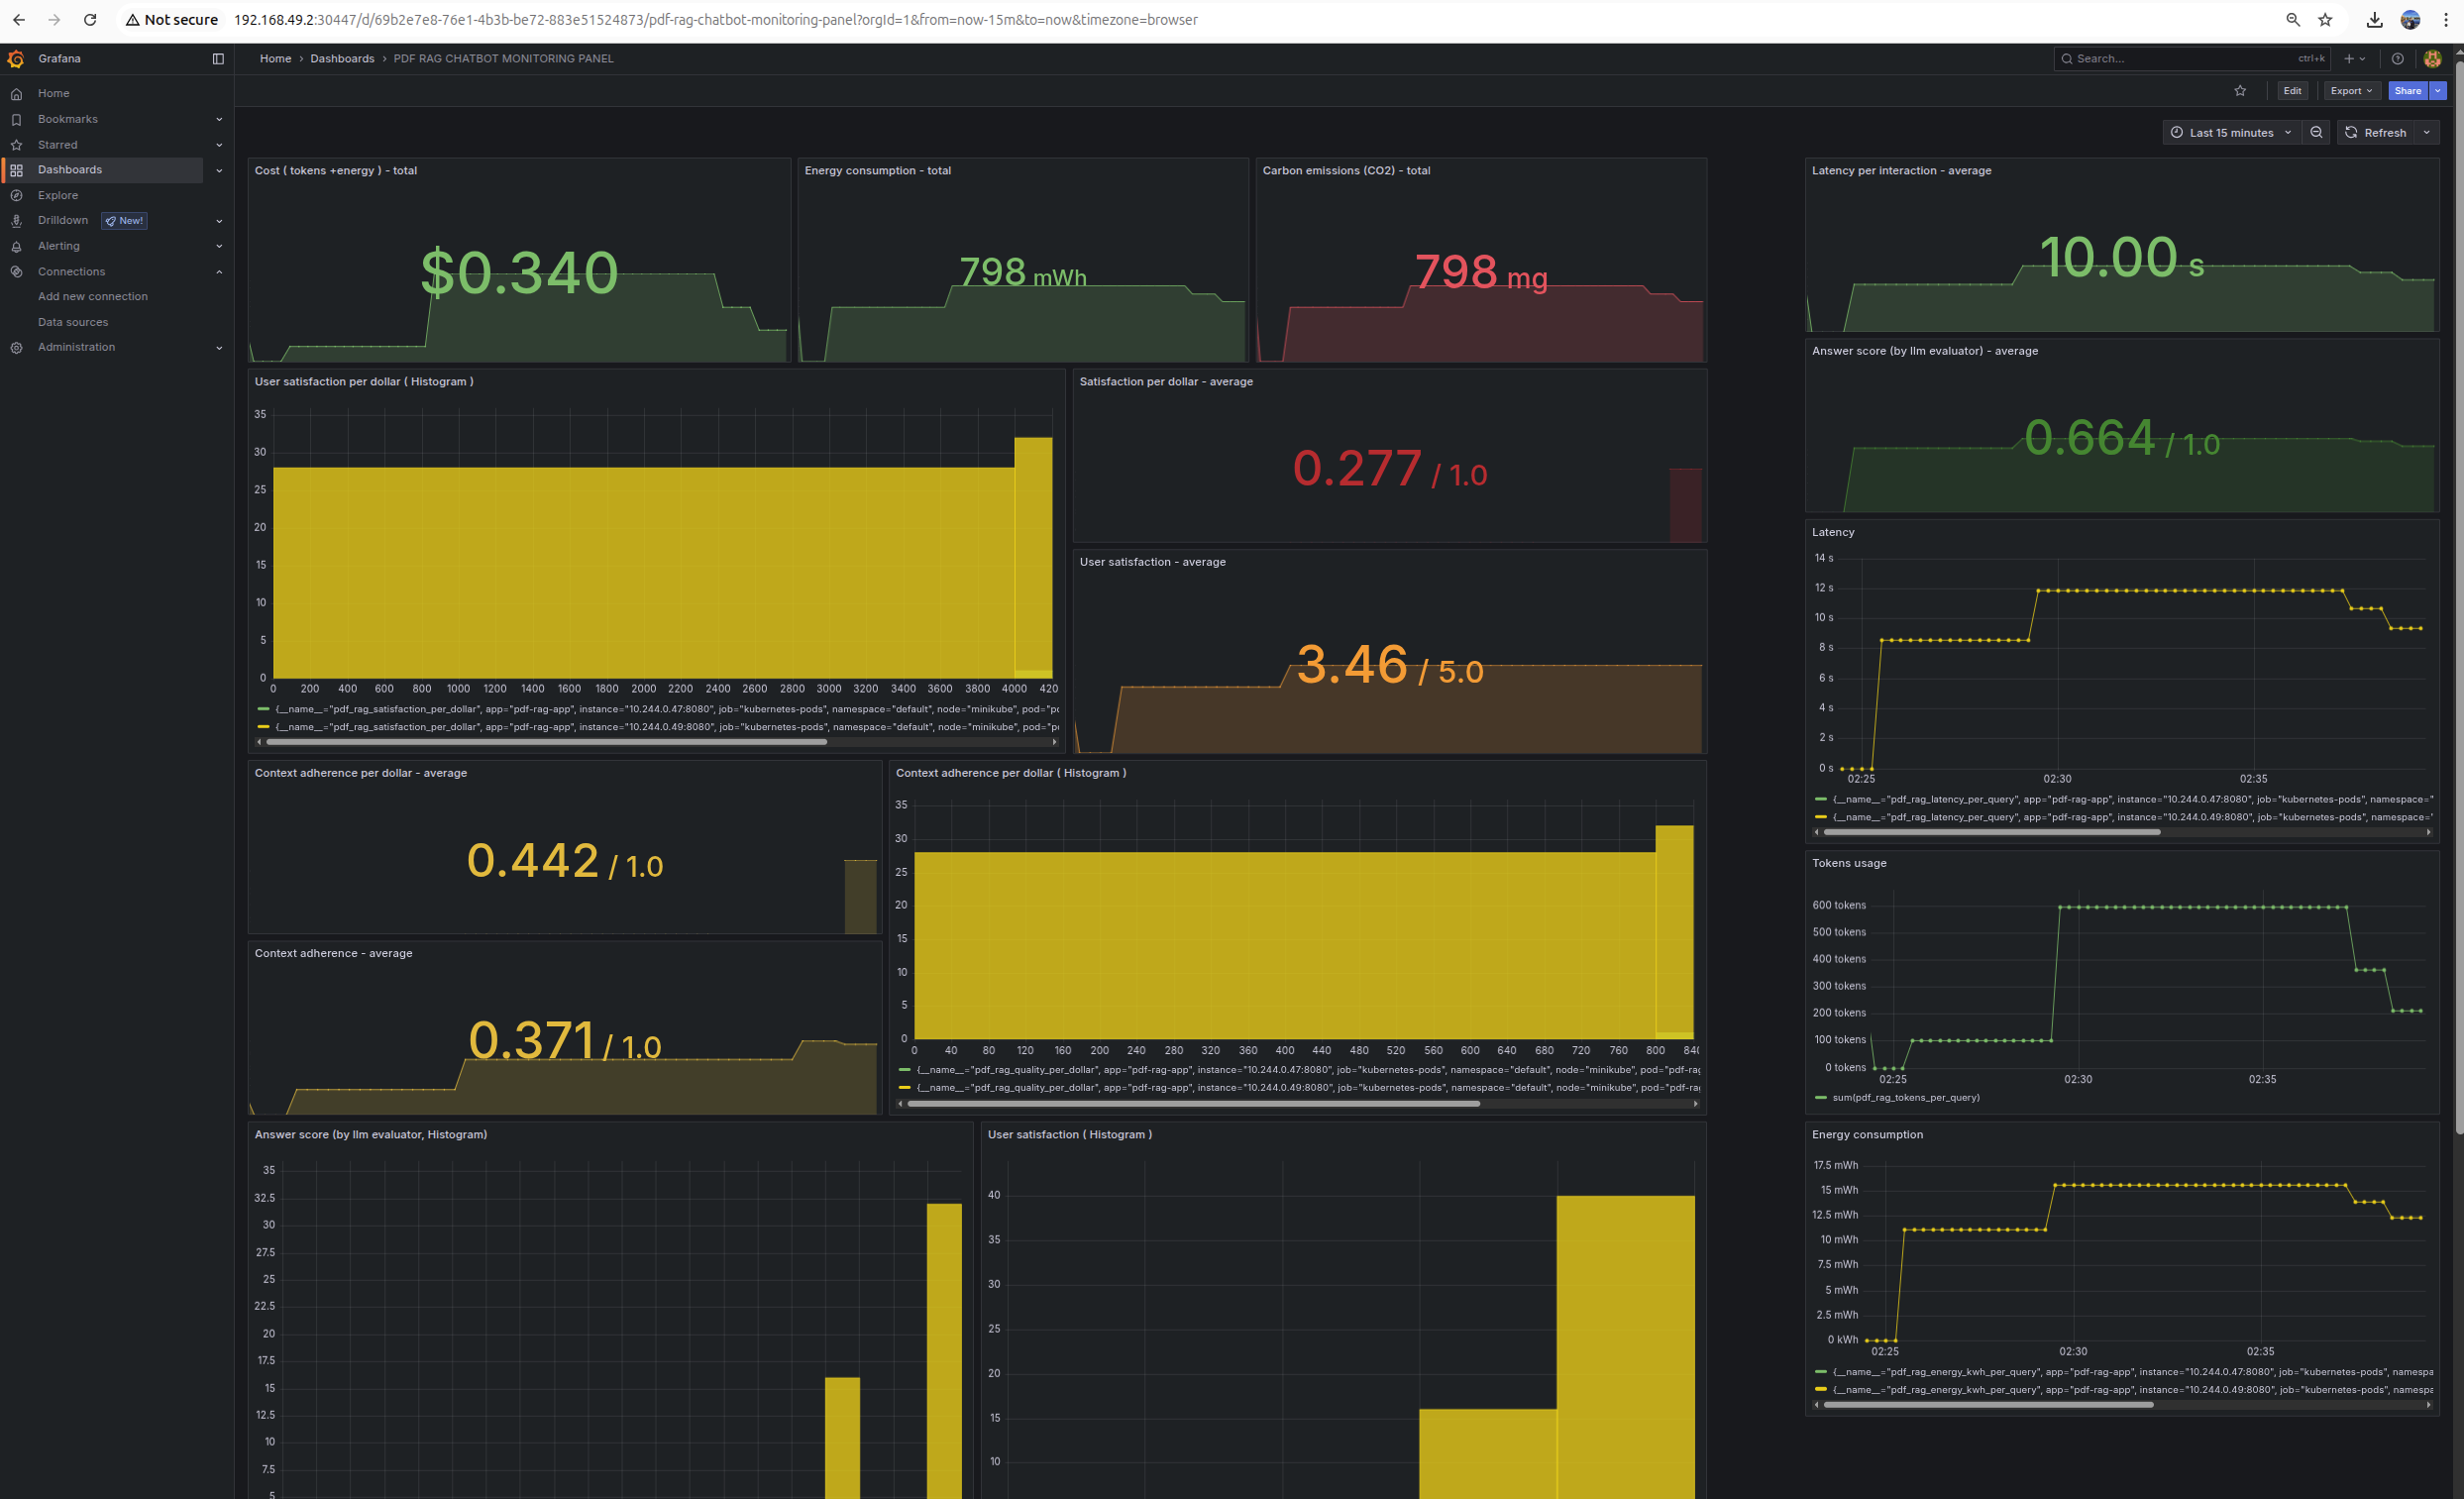 Not secure 192.168.49.2:30447/d/69b2e7e8-76e1-4b3b-be72-883e51524873/pdf-rag-chatbot-monitoring-panel?orgId=1&from=now-15m&to=now&timezone=browser
Grafana
Home › Dashboards › PDF RAG CHATBOT MONITORING PANEL
Search... ctrl+k
Edit Export Share
Last 15 minutes Refresh
Home
Bookmarks
Starred
Dashboards
Explore
Drilldown New!
Alerting
Connections
Add new connection
Data sources
Administration
Cost ( tokens +energy ) - total
$0.340
Energy consumption - total
798 mWh
Carbon emissions (CO2) - total
798 mg
Latency per interaction - average
10.00 s
Answer score (by llm evaluator) - average
0.664 / 1.0
User satisfaction per dollar ( Histogram )
35
30
25
20
15
10
5
0
0 200 400 600 800 1000 1200 1400 1600 1800 2000 2200 2400 2600 2800 3000 3200 3400 3600 3800 4000 420
{__name__="pdf_rag_satisfaction_per_dollar", app="pdf-rag-app", instance="10.244.0.47:8080", job="kubernetes-pods", namespace="default", node="minikube", pod="pc
{__name__="pdf_rag_satisfaction_per_dollar", app="pdf-rag-app", instance="10.244.0.49:8080", job="kubernetes-pods", namespace="default", node="minikube", pod="pc
Satisfaction per dollar - average
0.277 / 1.0
User satisfaction - average
3.46 / 5.0
Latency
14 s
12 s
10 s
8 s
6 s
4 s
2 s
0 s
02:25 02:30 02:35
{__name__="pdf_rag_latency_per_query", app="pdf-rag-app", instance="10.244.0.47:8080", job="kubernetes-pods", namespace="
{__name__="pdf_rag_latency_per_query", app="pdf-rag-app", instance="10.244.0.49:8080", job="kubernetes-pods", namespace="
Context adherence per dollar - average
0.442 / 1.0
Context adherence - average
0.371 / 1.0
Context adherence per dollar ( Histogram )
35
30
25
20
15
10
5
0
0 40 80 120 160 200 240 280 320 360 400 440 480 520 560 600 640 680 720 760 800 840
{__name__="pdf_rag_quality_per_dollar", app="pdf-rag-app", instance="10.244.0.47:8080", job="kubernetes-pods", namespace="default", node="minikube", pod="pdf-rag
{__name__="pdf_rag_quality_per_dollar", app="pdf-rag-app", instance="10.244.0.49:8080", job="kubernetes-pods", namespace="default", node="minikube", pod="pdf-rag
Tokens usage
600 tokens
500 tokens
400 tokens
300 tokens
200 tokens
100 tokens
0 tokens
02:25 02:30 02:35
sum(pdf_rag_tokens_per_query)
Answer score (by llm evaluator, Histogram)
35
32.5
30
27.5
25
22.5
20
17.5
15
12.5
10
7.5
5
User satisfaction ( Histogram )
40
35
30
25
20
15
10
Energy consumption
17.5 mWh
15 mWh
12.5 mWh
10 mWh
7.5 mWh
5 mWh
2.5 mWh
0 kWh
02:25 02:30 02:35
{__name__="pdf_rag_energy_kwh_per_query", app="pdf-rag-app", instance="10.244.0.47:8080", job="kubernetes-pods", namespa
{__name__="pdf_rag_energy_kwh_per_query", app="pdf-rag-app", instance="10.244.0.49:8080", job="kubernetes-pods", namespa